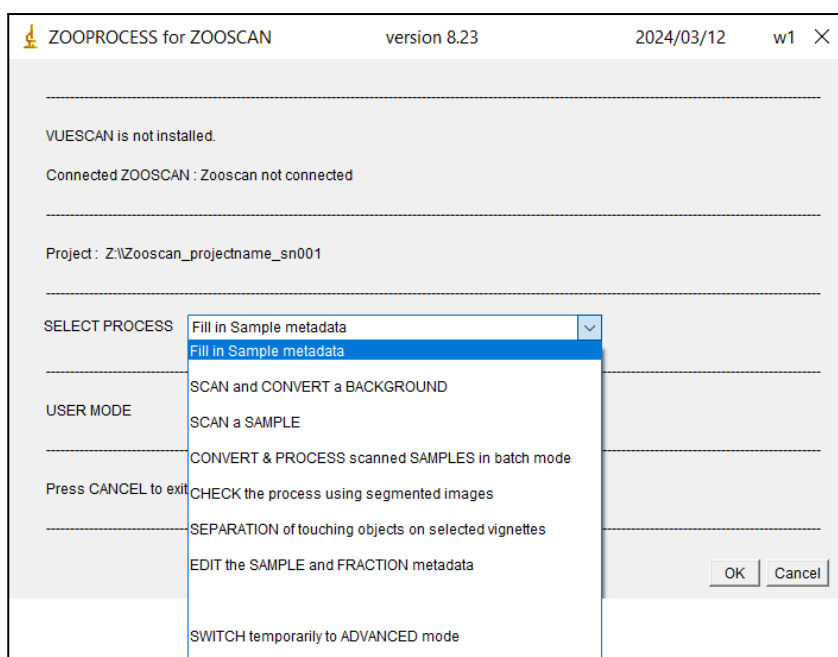 ZOOPROCESS for ZOOSCAN version 8.23 2024/03/12 w1
VUESCAN is not installed.
Connected ZOOSCAN : Zooscan not connected
Project : Z:\\Zooscan_projectname_sn001
SELECT PROCESS Fill in Sample metadata
Fill in Sample metadata
SCAN and CONVERT a BACKGROUND
USER MODE
SCAN a SAMPLE
CONVERT & PROCESS scanned SAMPLES in batch mode
Press CANCEL to exit
CHECK the process using segmented images
SEPARATION of touching objects on selected vignettes
EDIT the SAMPLE and FRACTION metadata
OK Cancel
SWITCH temporarily to ADVANCED mode